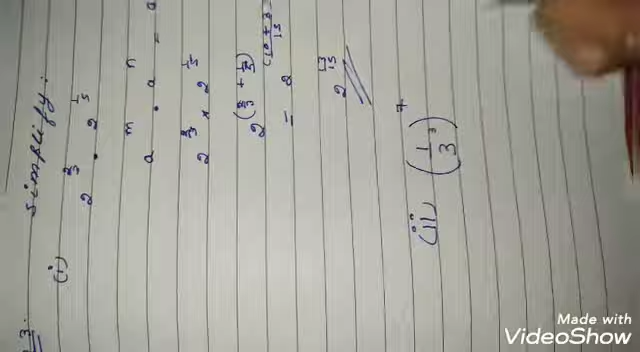 3.
simplify:
(i) 2^{2/3} . 2^{1/5}
a^m . a^n = a
2^{2/3} × 2^{1/5}
2^{(2/3 + 1/5)}
= 2^{(10 + 3)/15}
2^{13/15}
(ii) (1/3^3)^7
Made with
VideoShow